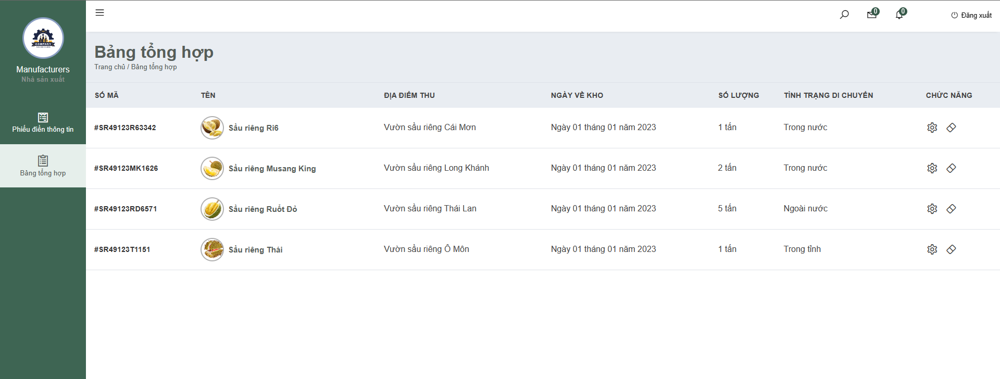 0
0
Đăng xuất
COMPANY
Manufacturers
Nhà sản xuất
Phiếu điền thông tin
Bảng tổng hợp
Bảng tổng hợp
Trang chủ / Bảng tổng hợp
SỐ MÃ TÊN ĐỊA ĐIỂM THU NGÀY VỀ KHO SỐ LƯỢNG TÌNH TRẠNG DI CHUYỂN CHỨC NĂNG
#SR49123R63342 Sầu riêng Ri6 Vườn sầu riêng Cái Mơn Ngày 01 tháng 01 năm 2023 1 tấn Trong nước
#SR49123MK1626 Sầu riêng Musang King Vườn sầu riêng Long Khánh Ngày 01 tháng 01 năm 2023 2 tấn Trong nước
#SR49123RD6571 Sầu riêng Ruột Đỏ Vườn sầu riêng Thái Lan Ngày 01 tháng 01 năm 2023 5 tấn Ngoài nước
#SR49123T1151 Sầu riêng Thái Vườn sầu riêng Ô Môn Ngày 01 tháng 01 năm 2023 1 tấn Trong tỉnh